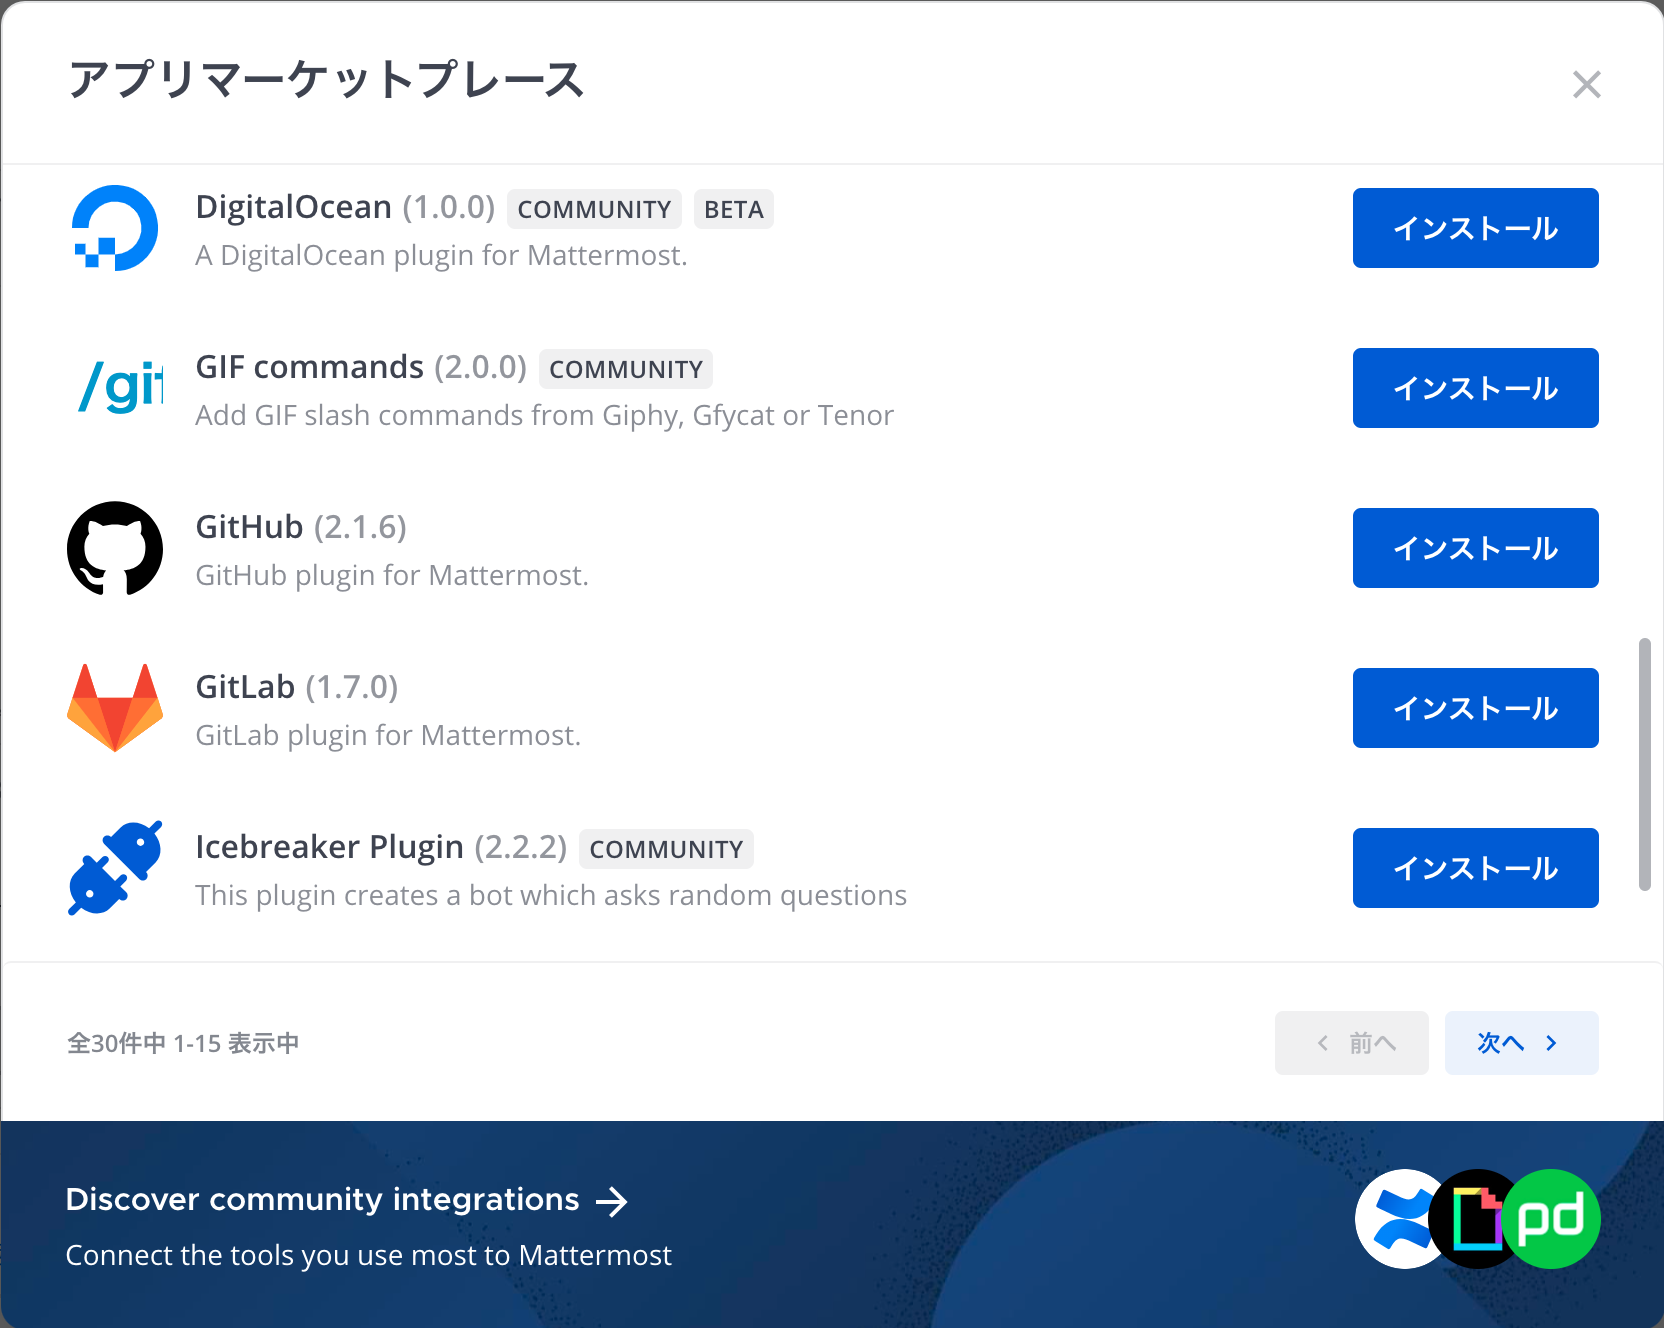 アプリマーケットプレース
DigitalOcean (1.0.0) COMMUNITY BETA
インストール
A DigitalOcean plugin for Mattermost.
/gif
GIF commands (2.0.0) COMMUNITY
インストール
Add GIF slash commands from Giphy, Gfycat or Tenor
GitHub (2.1.6)
インストール
GitHub plugin for Mattermost.
GitLab (1.7.0)
インストール
GitLab plugin for Mattermost.
Icebreaker Plugin (2.2.2) COMMUNITY
インストール
This plugin creates a bot which asks random questions
全30件中 1-15 表示中
前へ
次へ
Discover community integrations
Connect the tools you use most to Mattermost
pd